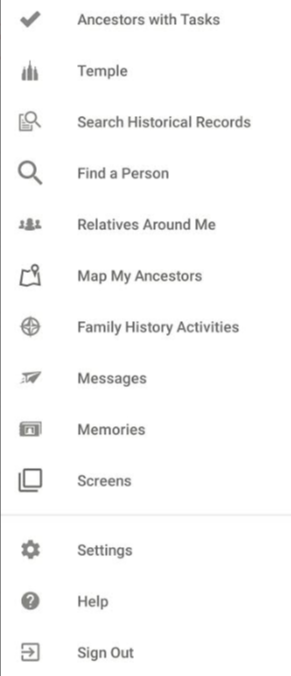 Ancestors with Tasks
Temple
Search Historical Records
Find a Person
Relatives Around Me
Map My Ancestors
Family History Activities
Messages
Memories
Screens
Settings
Help
Sign Out